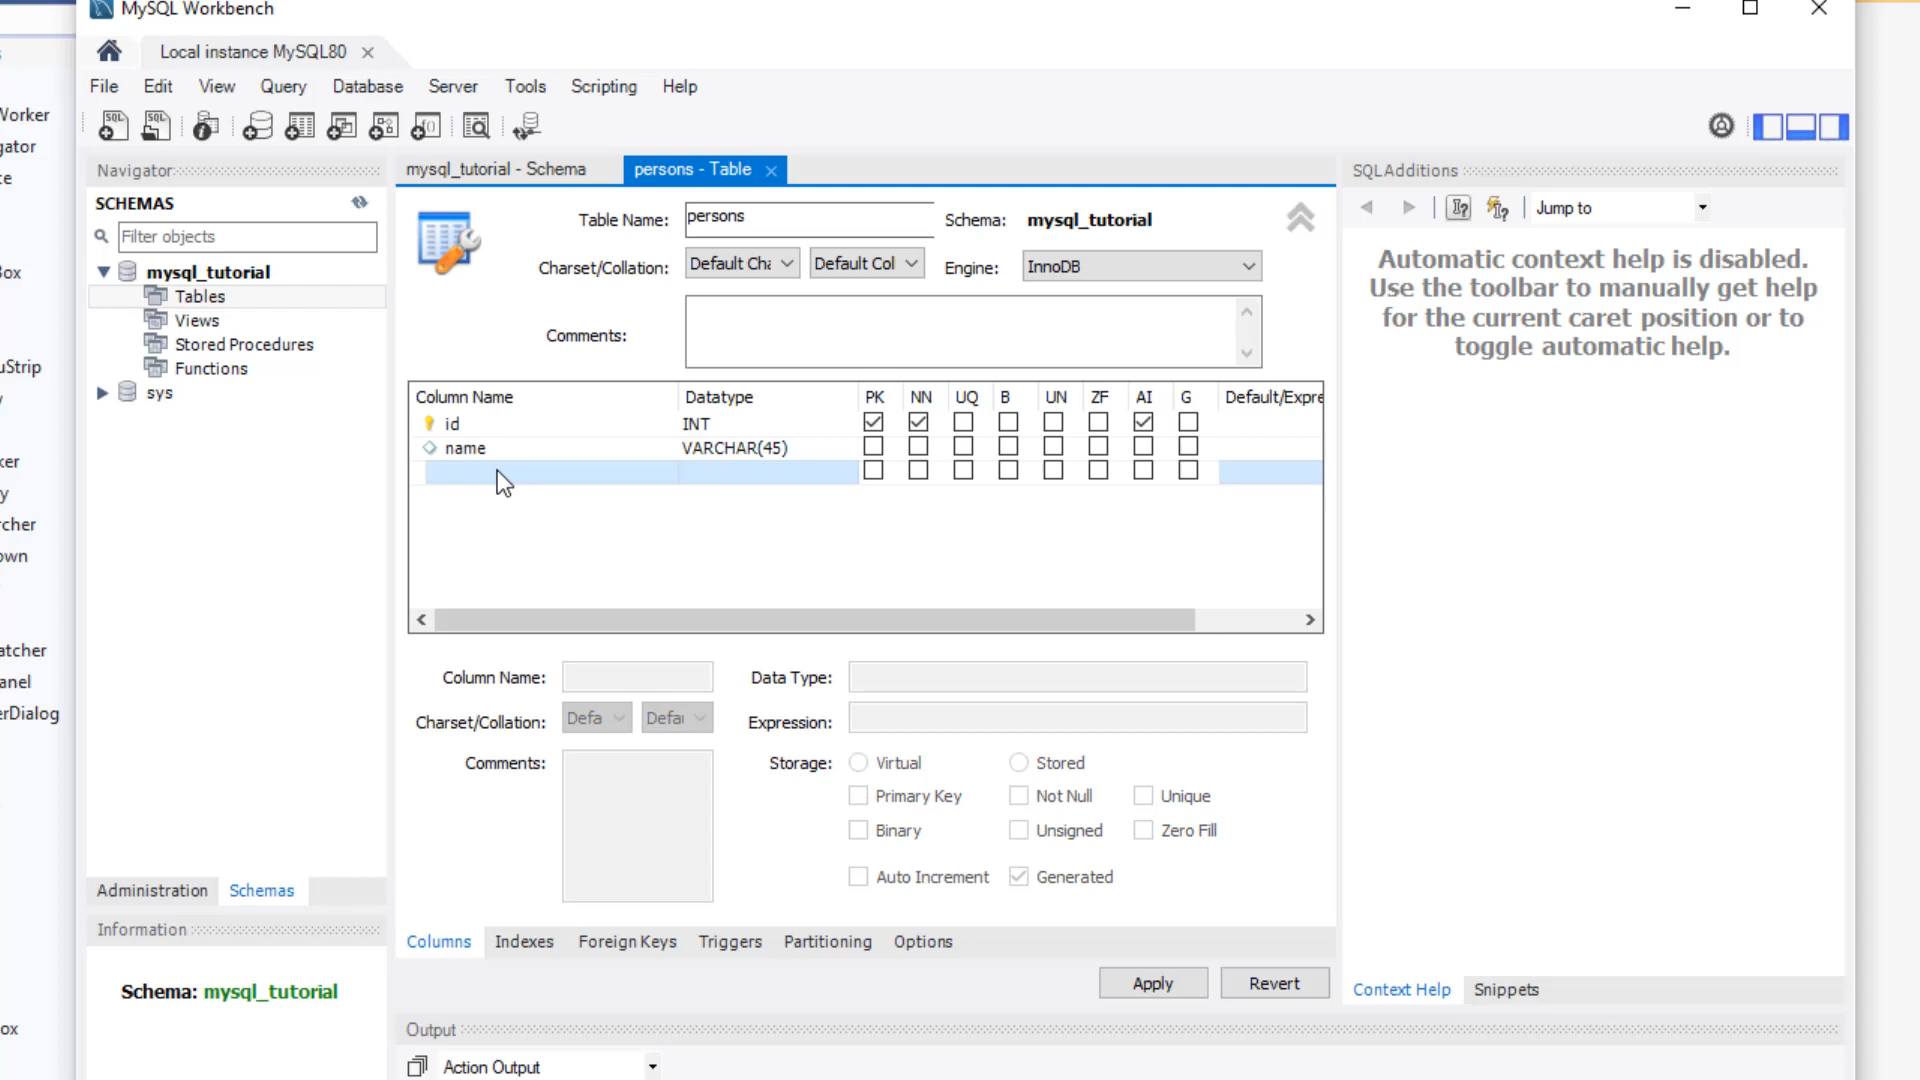 MySQL Workbench
Local instance MySQL80
File Edit View Query Database Server Tools Scripting Help
Navigator
SCHEMAS
Filter objects
mysql_tutorial
Tables
Views
Stored Procedures
Functions
sys
Administration Schemas
Information
Schema: mysql_tutorial
mysql_tutorial - Schema
persons - Table
Table Name: persons Schema: mysql_tutorial
Charset/Collation: Default Cha Default Col Engine: InnoDB
Comments:
Column Name Datatype PK NN UQ B UN ZF AI G Default/Expre
id INT
name VARCHAR(45)
Column Name: Data Type:
Charset/Collation: Defa Defau Expression:
Comments: Storage: Virtual Stored
Primary Key Not Null Unique
Binary Unsigned Zero Fill
Auto Increment Generated
Columns Indexes Foreign Keys Triggers Partitioning Options
Apply Revert
Output
Action Output
SQLAdditions
Jump to
Automatic context help is disabled.
Use the toolbar to manually get help
for the current caret position or to
toggle automatic help.
Context Help Snippets
Worker
gator
ce
Box
uStrip
ker
y
rcher
own
atcher
anel
erDialog
ox